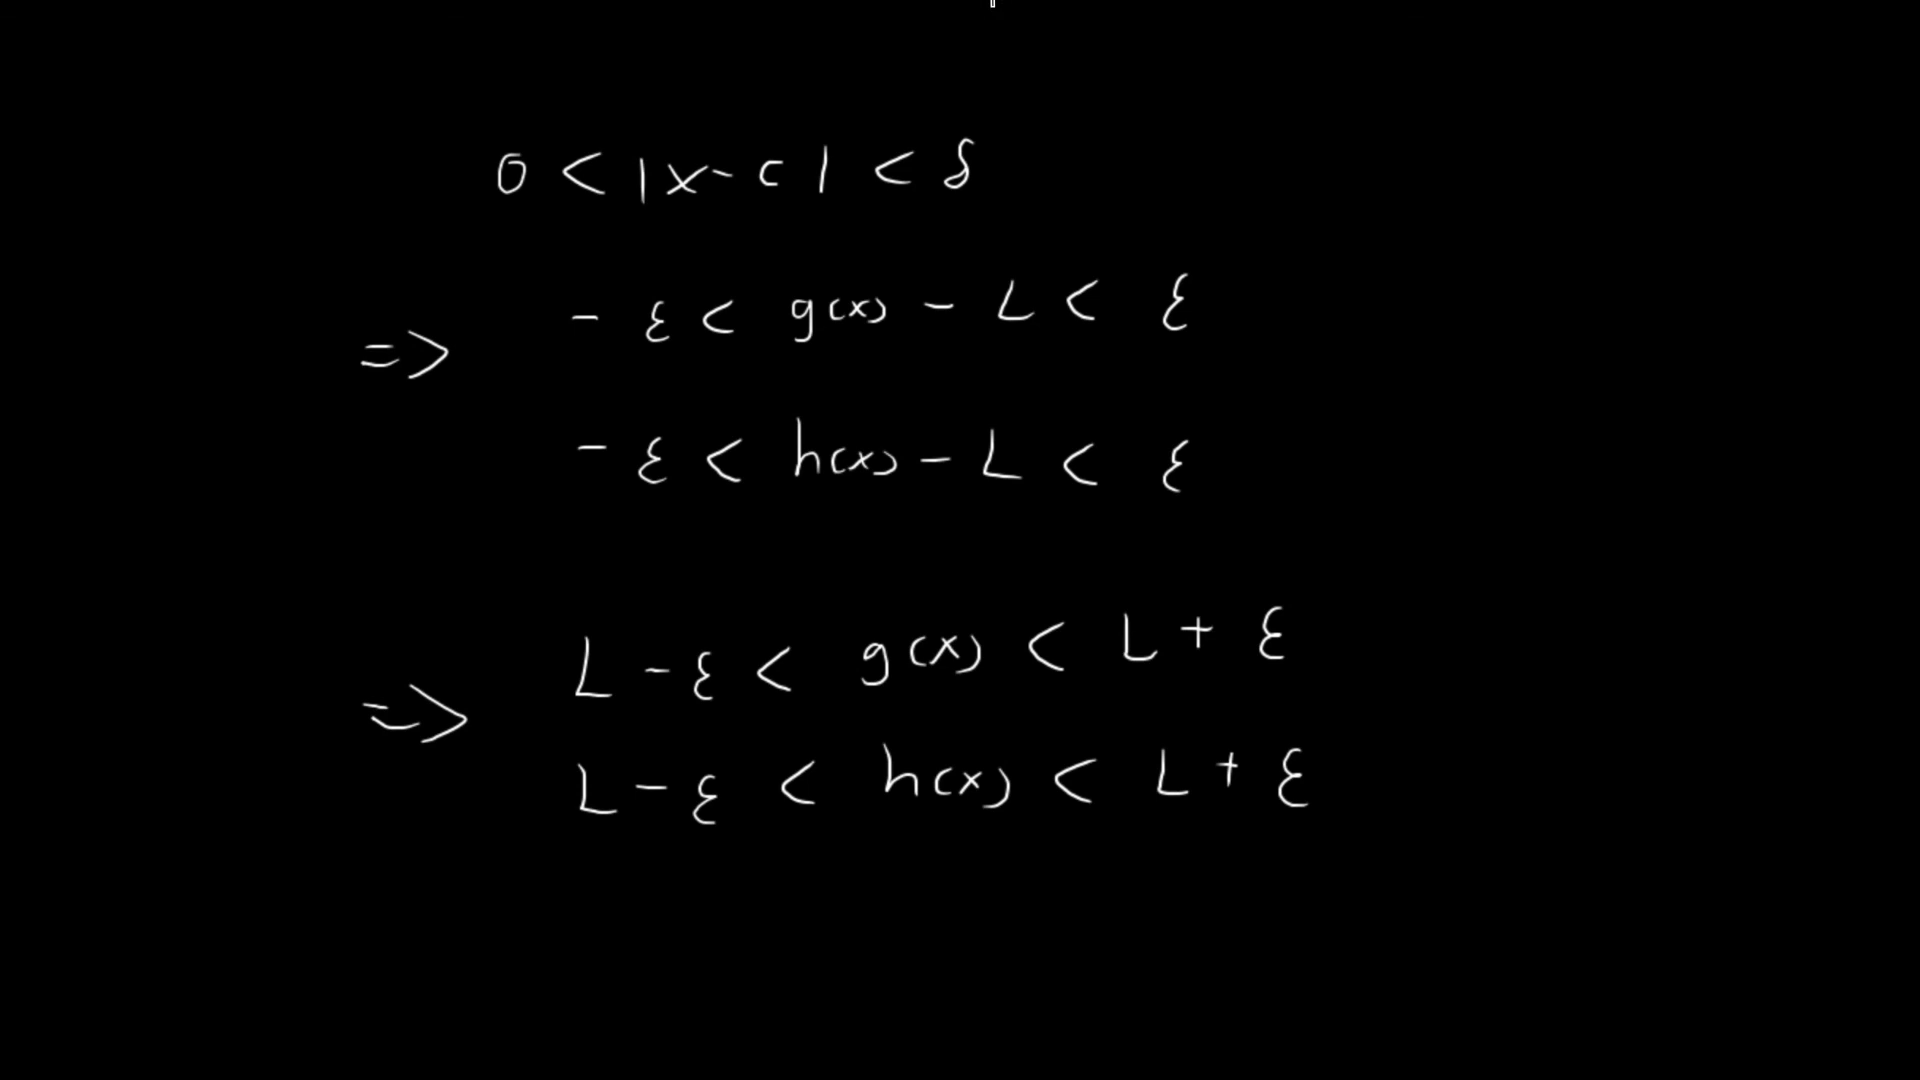 0 < |x - c| < δ
- ε < g(x) - L < ε
=>
- ε < h(x) - L < ε
L - ε < g(x) < L + ε
=>
L - ε < h(x) < L + ε